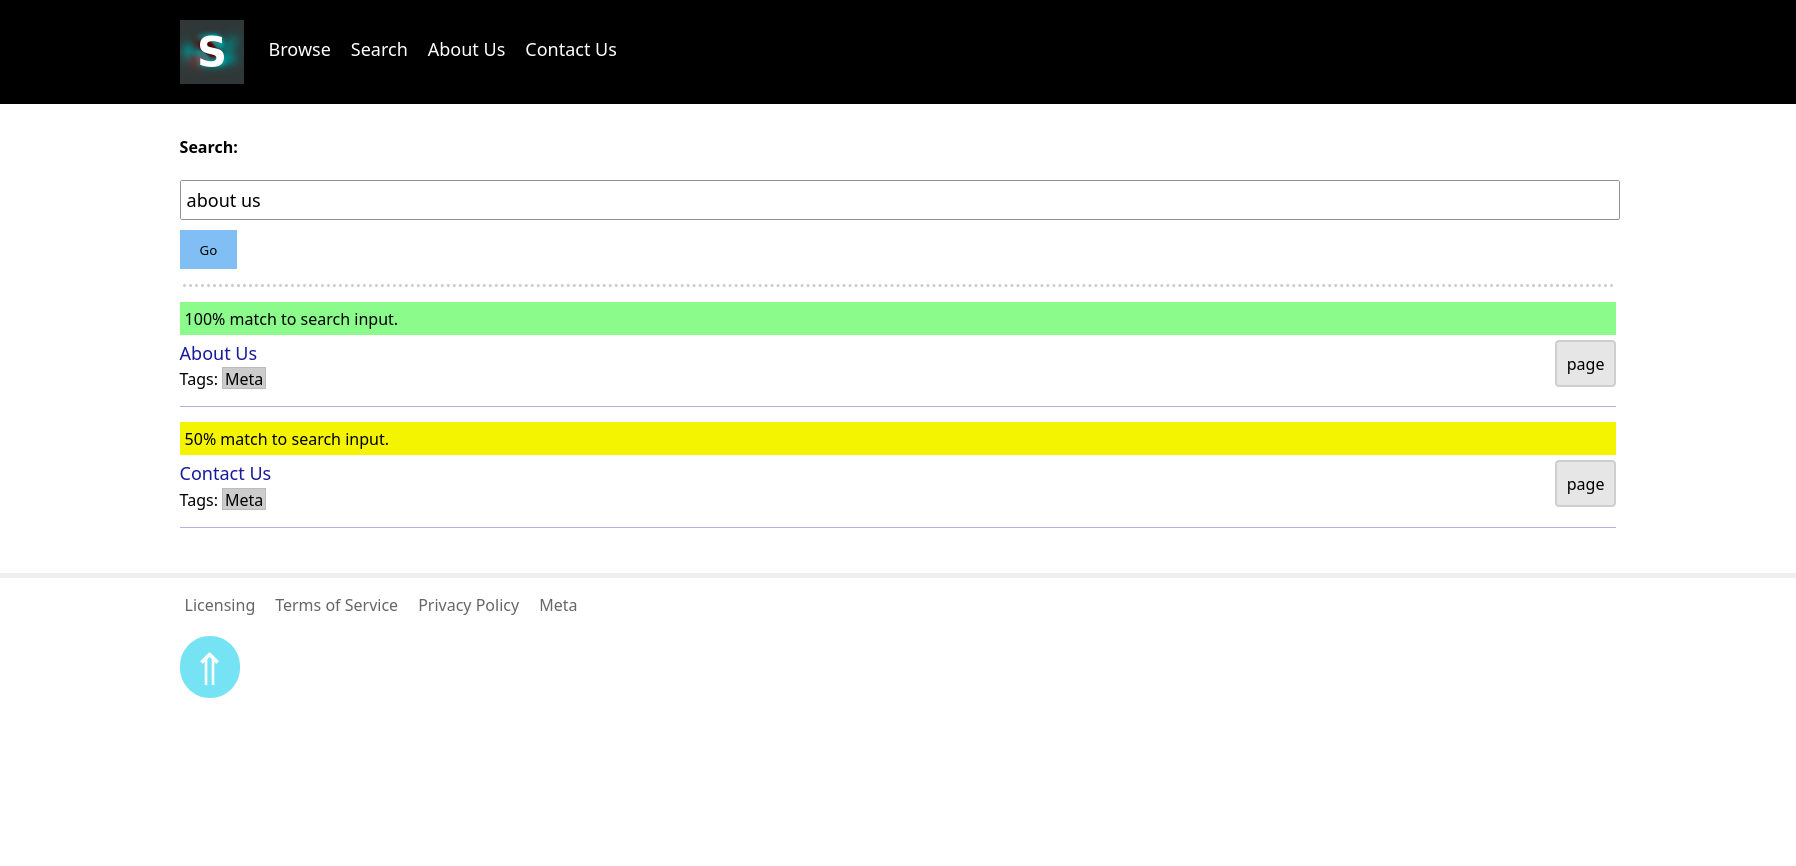 S
Browse Search About Us Contact Us
Search:
about us
Go
100% match to search input.
About Us
page
Tags: Meta
50% match to search input.
Contact Us
page
Tags: Meta
Licensing Terms of Service Privacy Policy Meta
⇑